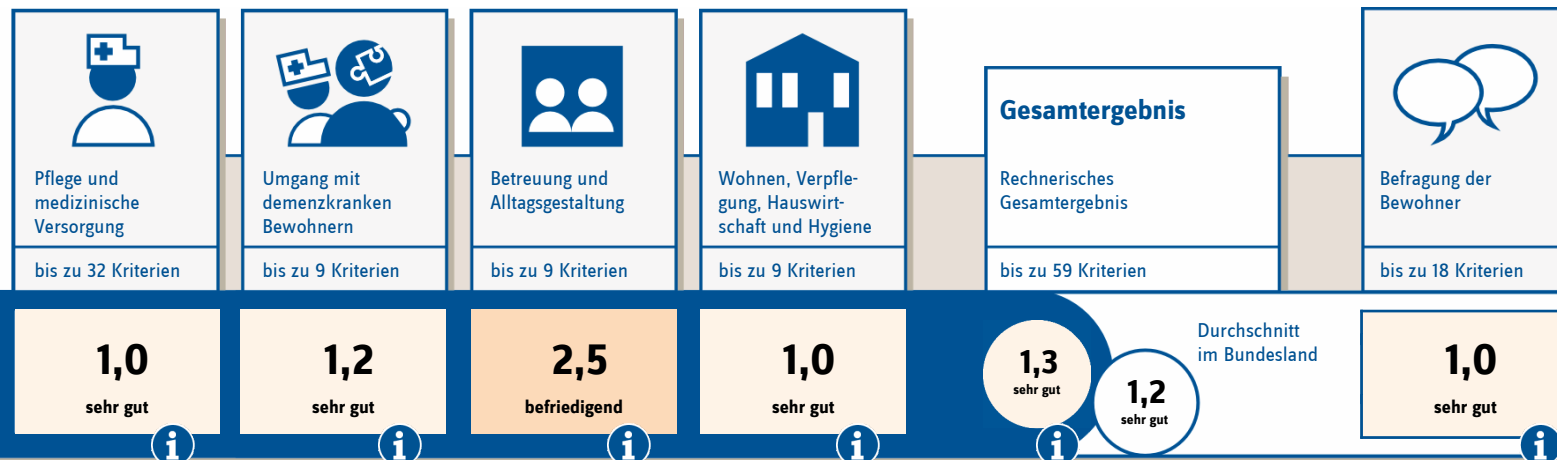 Pflege und
medizinische
Versorgung
bis zu 32 Kriterien
1,0
sehr gut
i
Umgang mit
demenzkranken
Bewohnern
bis zu 9 Kriterien
1,2
sehr gut
i
Betreuung und
Alltagsgestaltung
bis zu 9 Kriterien
2,5
befriedigend
i
Wohnen, Verpfle-
gung, Hauswirt-
schaft und Hygiene
bis zu 9 Kriterien
1,0
sehr gut
i
Gesamtergebnis
Rechnerisches
Gesamtergebnis
bis zu 59 Kriterien
1,3
sehr gut
i
1,2
sehr gut
Durchschnitt
im Bundesland
Befragung der
Bewohner
bis zu 18 Kriterien
1,0
sehr gut
i